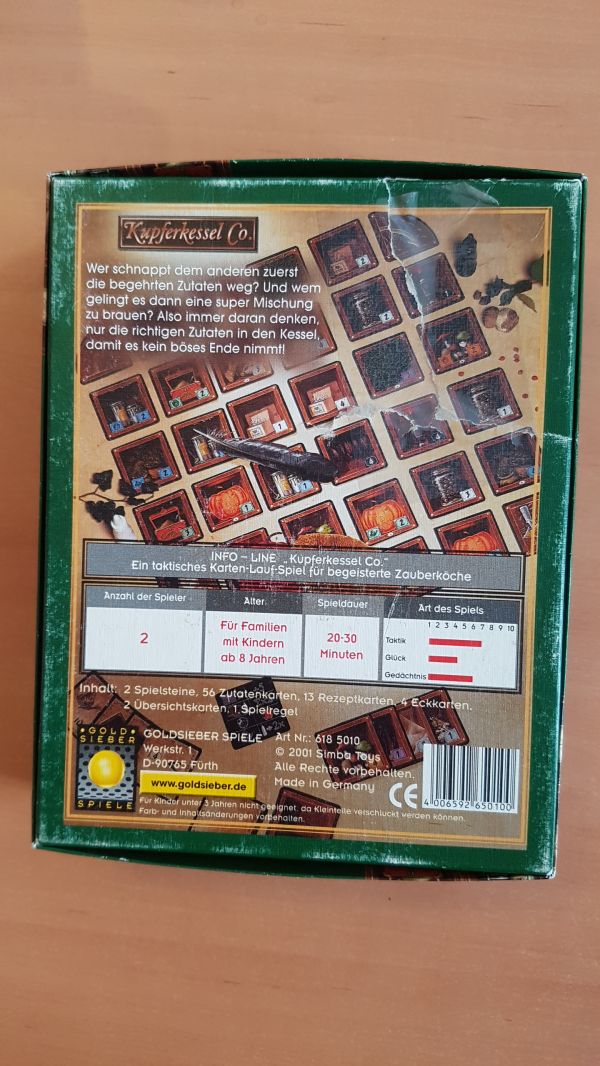 Kupferkessel Co.
Wer schnappt dem anderen zuerst
die begehrten Zutaten weg? Und wem
gelingt es dann eine super Mischung
zu brauen? Also immer daran denken,
nur die richtigen Zutaten in den Kessel,
damit es kein böses Ende nimmt!
INFO – LINE „Kupferkessel Co."
Ein taktisches Karten-Lauf-Spiel für begeisterte Zauberköche
Anzahl der Spieler
2
Alter
Für Familien
mit Kindern
ab 8 Jahren
Spieldauer
20-30
Minuten
Art des Spiels
1 2 3 4 5 6 7 8 9 10
Taktik
Glück
Gedächtnis
Inhalt: 2 Spielsteine, 56 Zutatenkarten, 13 Rezeptkarten, 4 Eckkarten,
2 Übersichtskarten, 1 Spielregel
GOLD
SIEBER
SPIELE
GOLDSIEBER SPIELE
Werkstr. 1
D-90765 Fürth
www.goldsieber.de
Art Nr.: 618 5010
© 2001 Simba Toys
Alle Rechte vorbehalten.
Made in Germany
CE
4 006592 650100
Für Kinder unter 3 Jahren nicht geeignet, da Kleinteile verschluckt werden können.
Farb- und Inhaltsänderungen vorbehalten.